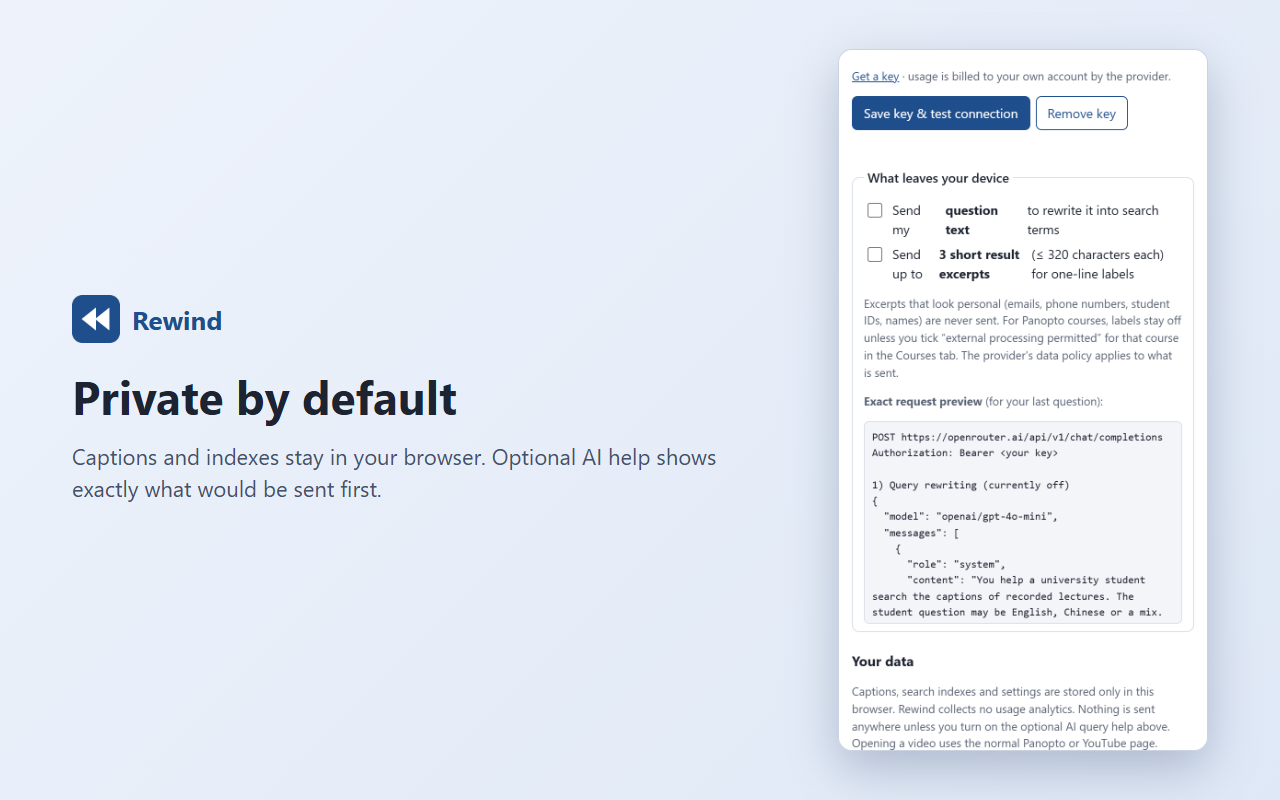 Rewind
Private by default
Captions and indexes stay in your browser. Optional AI help shows
exactly what would be sent first.
Get a key · usage is billed to your own account by the provider.
Save key & test connection
Remove key
What leaves your device
Send my question text to rewrite it into search terms
Send up to 3 short result excerpts (≤ 320 characters each) for one-line labels
Excerpts that look personal (emails, phone numbers, student
IDs, names) are never sent. For Panopto courses, labels stay off
unless you tick "external processing permitted" for that course
in the Courses tab. The provider's data policy applies to what
is sent.
Exact request preview (for your last question):
POST https://openrouter.ai/api/v1/chat/completions
Authorization: Bearer <your key>
1) Query rewriting (currently off)
{
"model": "openai/gpt-4o-mini",
"messages": [
{
"role": "system",
"content": "You help a university student
search the captions of recorded lectures. The
student question may be English, Chinese or a mix.
Your data
Captions, search indexes and settings are stored only in this
browser. Rewind collects no usage analytics. Nothing is sent
anywhere unless you turn on the optional AI query help above.
Opening a video uses the normal Panopto or YouTube page.